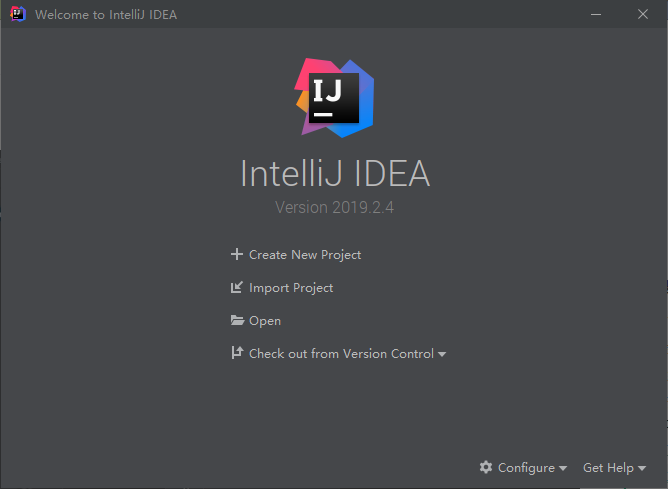 Welcome to IntelliJ IDEA
IJ
IntelliJ IDEA
Version 2019.2.4
Create New Project
Import Project
Open
Check out from Version Control
Configure
Get Help